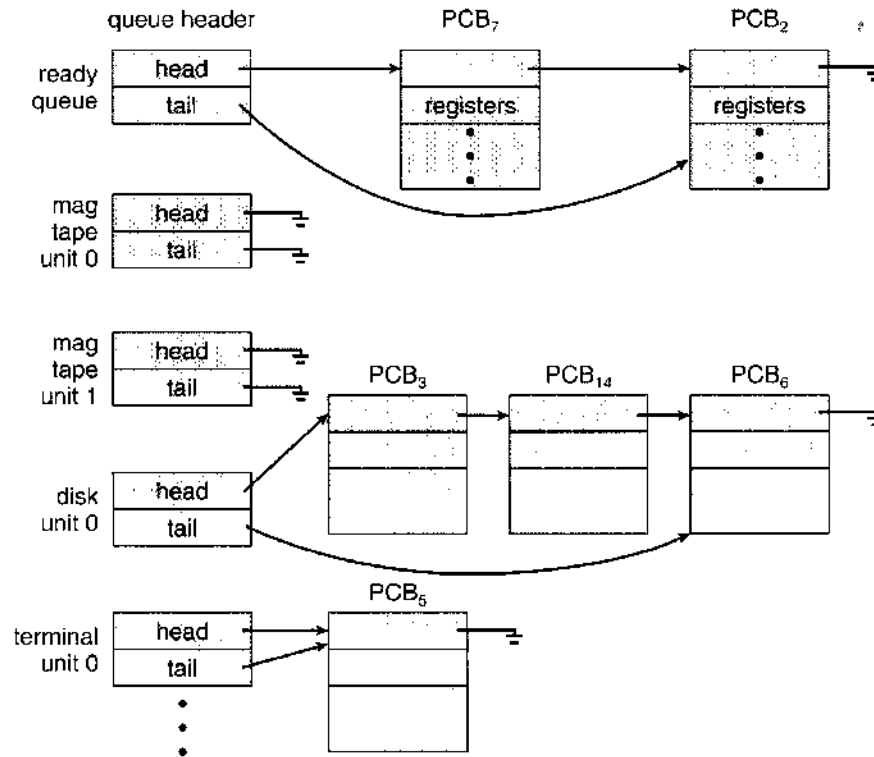 queue header PCB₇ PCB₂
ready
queue
head
tail
registers
registers
mag
tape
unit 0
head
tail
mag
tape
unit 1
head
tail
PCB₃ PCB₁₄ PCB₆
disk
unit 0
head
tail
PCB₅
terminal
unit 0
head
tail